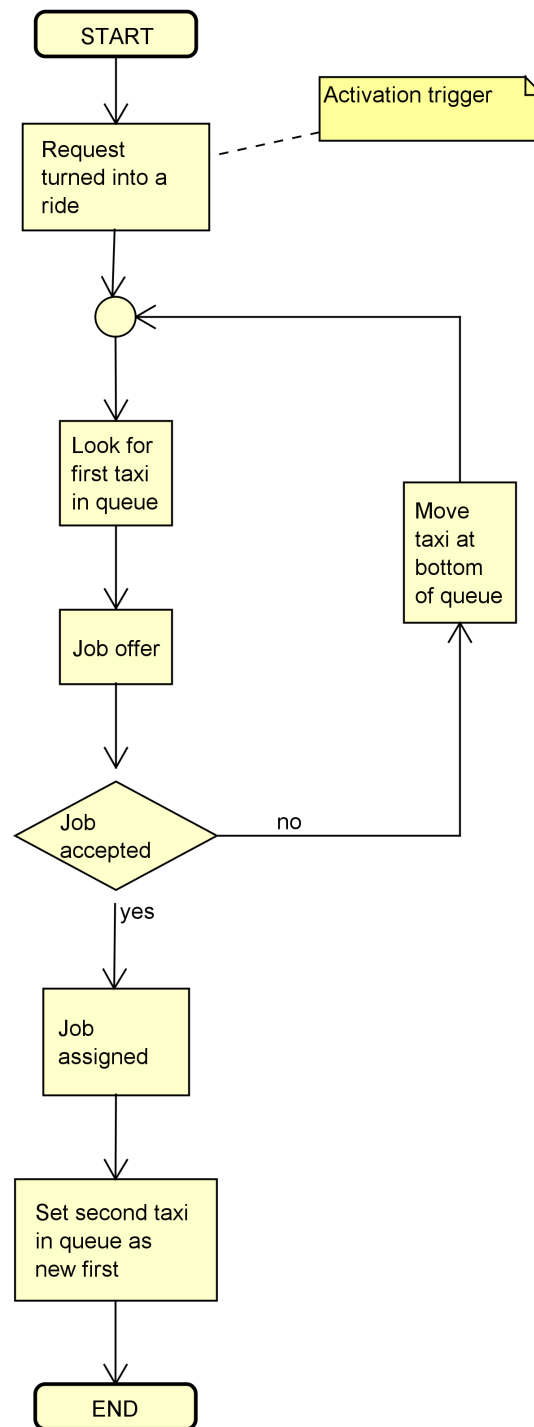 START
Activation trigger
Request
turned into a
ride
Look for
first taxi
in queue
Move
taxi at
bottom
of queue
Job offer
Job
accepted
no
yes
Job
assigned
Set second taxi
in queue as
new first
END